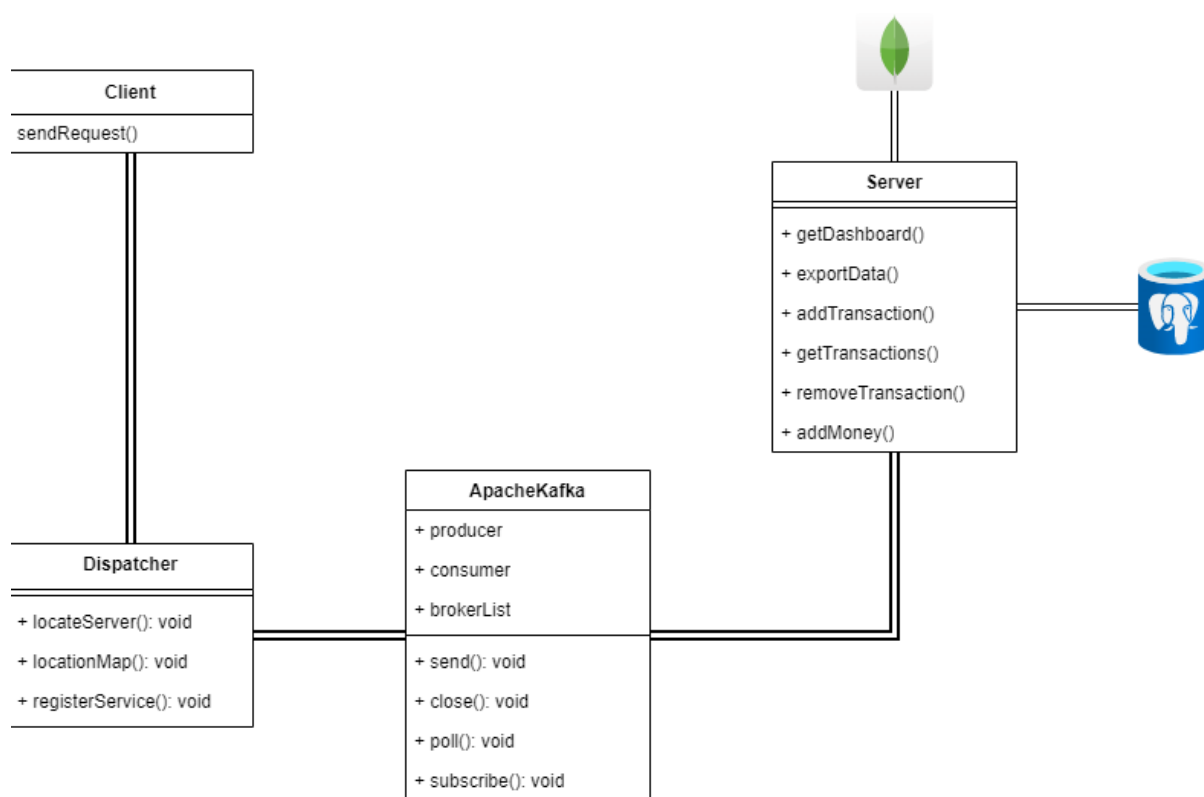 Client
sendRequest()
Server
+ getDashboard()
+ exportData()
+ addTransaction()
+ getTransactions()
+ removeTransaction()
+ addMoney()
ApacheKafka
+ producer
+ consumer
+ brokerList
+ send(): void
+ close(): void
+ poll(): void
+ subscribe(): void
Dispatcher
+ locateServer(): void
+ locationMap(): void
+ registerService(): void